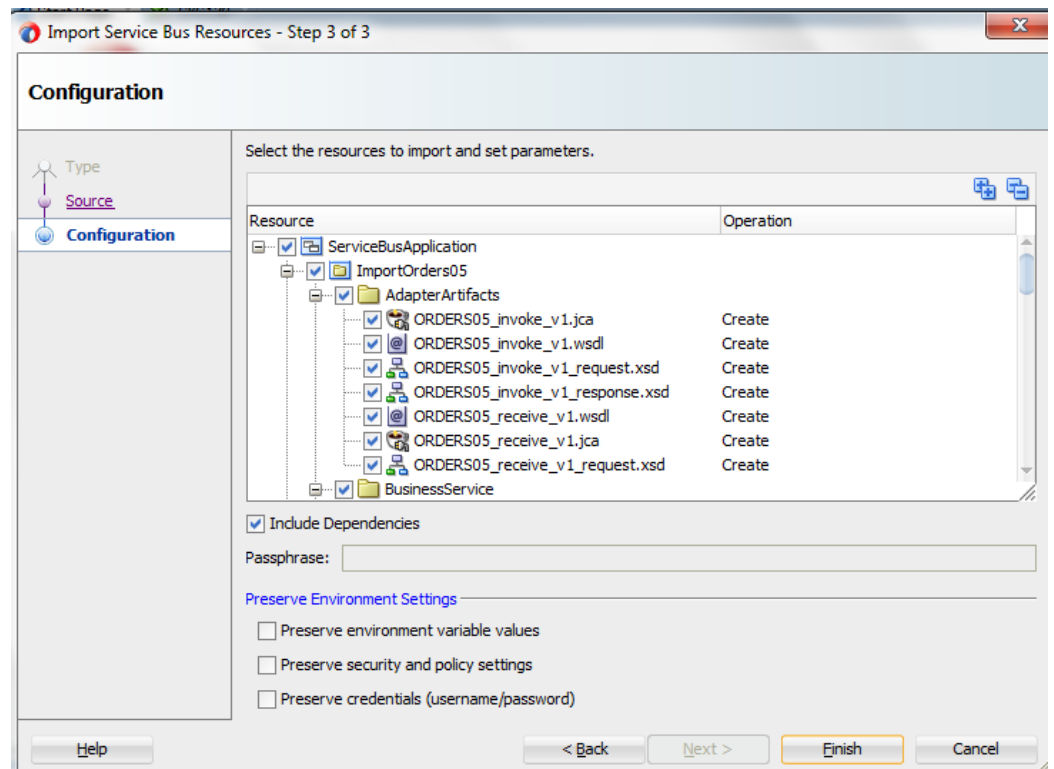 Import Service Bus Resources - Step 3 of 3
Configuration
Type
Source
Configuration
Select the resources to import and set parameters.
Resource Operation
ServiceBusApplication
ImportOrders05
AdapterArtifacts
ORDERS05_invoke_v1.jca Create
ORDERS05_invoke_v1.wsdl Create
ORDERS05_invoke_v1_request.xsd Create
ORDERS05_invoke_v1_response.xsd Create
ORDERS05_receive_v1.wsdl Create
ORDERS05_receive_v1.jca Create
ORDERS05_receive_v1_request.xsd Create
BusinessService
Include Dependencies
Passphrase:
Preserve Environment Settings
Preserve environment variable values
Preserve security and policy settings
Preserve credentials (username/password)
Help < Back Next > Finish Cancel